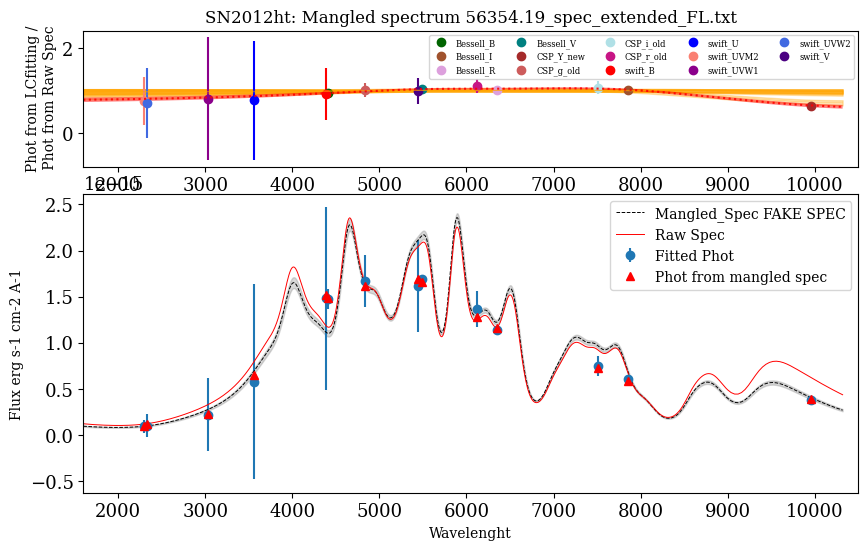 SN2012ht: Mangled spectrum 56354.19_spec_extended_FL.txt
Phot from LCfitting /
Phot from Raw Spec
2
0
Bessell_B Bessell_V CSP_i_old swift_U swift_UVW2
Bessell_I CSP_Y_new CSP_r_old swift_UVM2 swift_V
Bessell_R CSP_g_old swift_B swift_UVW1
2000 3000 4000 5000 6000 7000 8000 9000 10000
Flux erg s-1 cm-2 A-1
2.5
2.0
1.5
1.0
0.5
0.0
−0.5
Mangled_Spec FAKE SPEC
Raw Spec
Fitted Phot
Phot from mangled spec
2000 3000 4000 5000 6000 7000 8000 9000 10000
Wavelenght